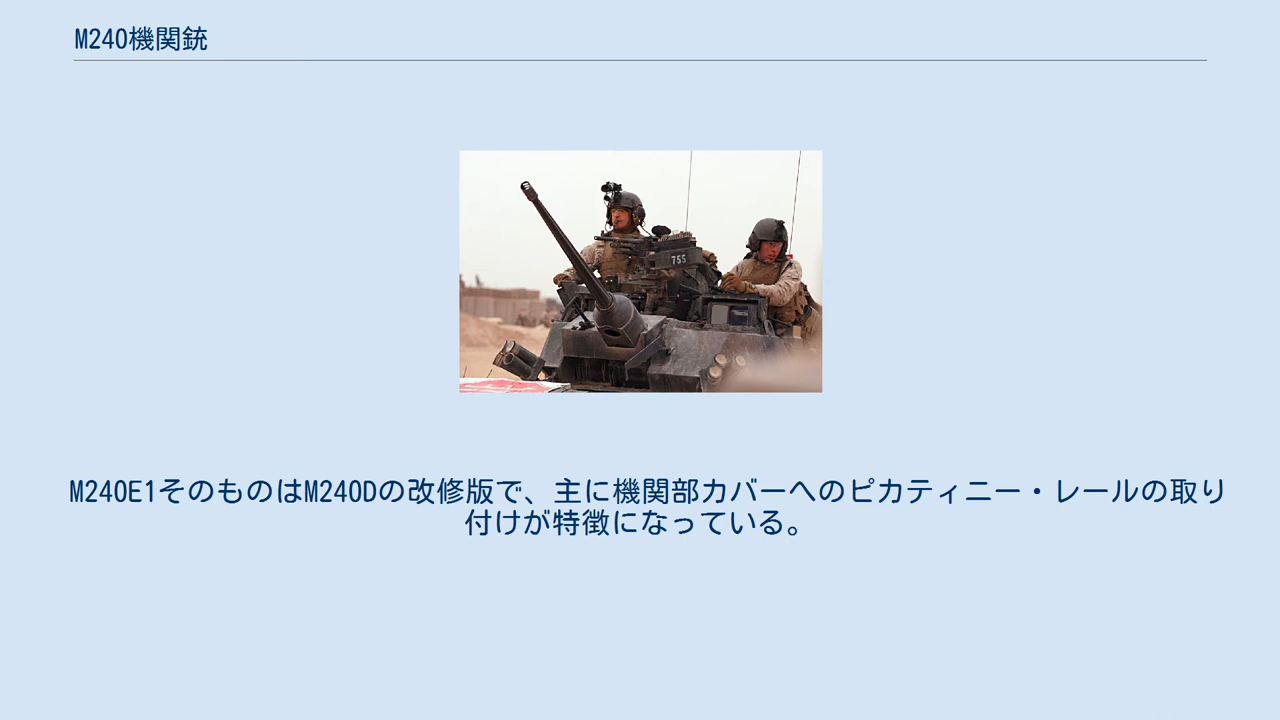 M240機関銃
755
M240E1そのものはM240Dの改修版で、主に機関部カバーへのピカティニー・レールの取り
付けが特徴になっている。